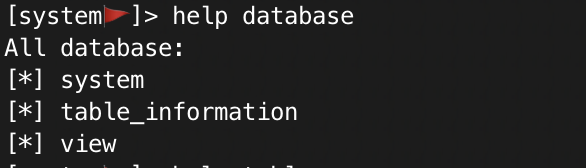 [system🚩]> help database
All database:
[*] system
[*] table_information
[*] view